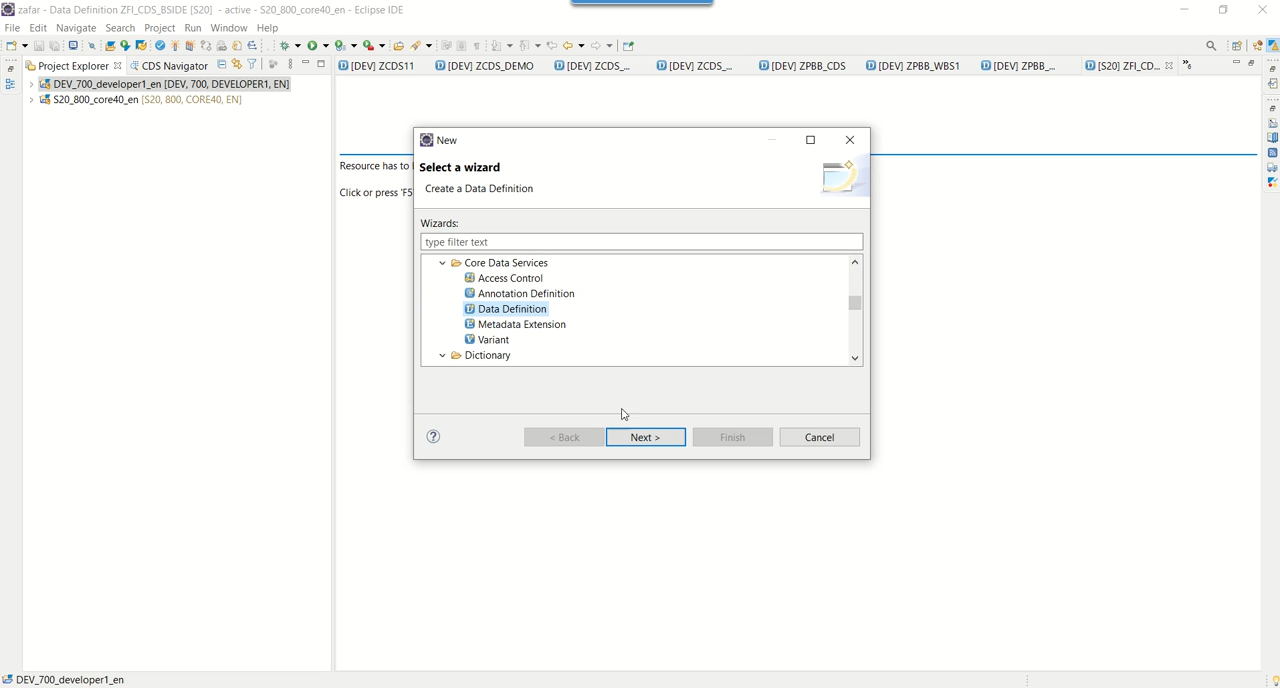 zafar - Data Definition ZFI_CDS_BSIDE [S20] - active - S20_800_core40_en - Eclipse IDE
File Edit Navigate Search Project Run Window Help
Project Explorer CDS Navigator
[DEV] ZCDS11 [DEV] ZCDS_DEMO [DEV] ZCDS_... [DEV] ZCDS_... [DEV] ZPBB_CDS [DEV] ZPBB_WBS1 [DEV] ZPBB_... [S20] ZFI_CD... »6
DEV_700_developer1_en [DEV, 700, DEVELOPER1, EN]
S20_800_core40_en [S20, 800, CORE40, EN]
Resource has to
Click or press 'F5
New
Select a wizard
Create a Data Definition
Wizards:
type filter text
Core Data Services
Access Control
Annotation Definition
Data Definition
Metadata Extension
Variant
Dictionary
? < Back Next > Finish Cancel
DEV_700_developer1_en